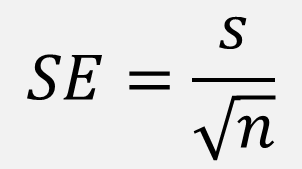 SE = s / √n